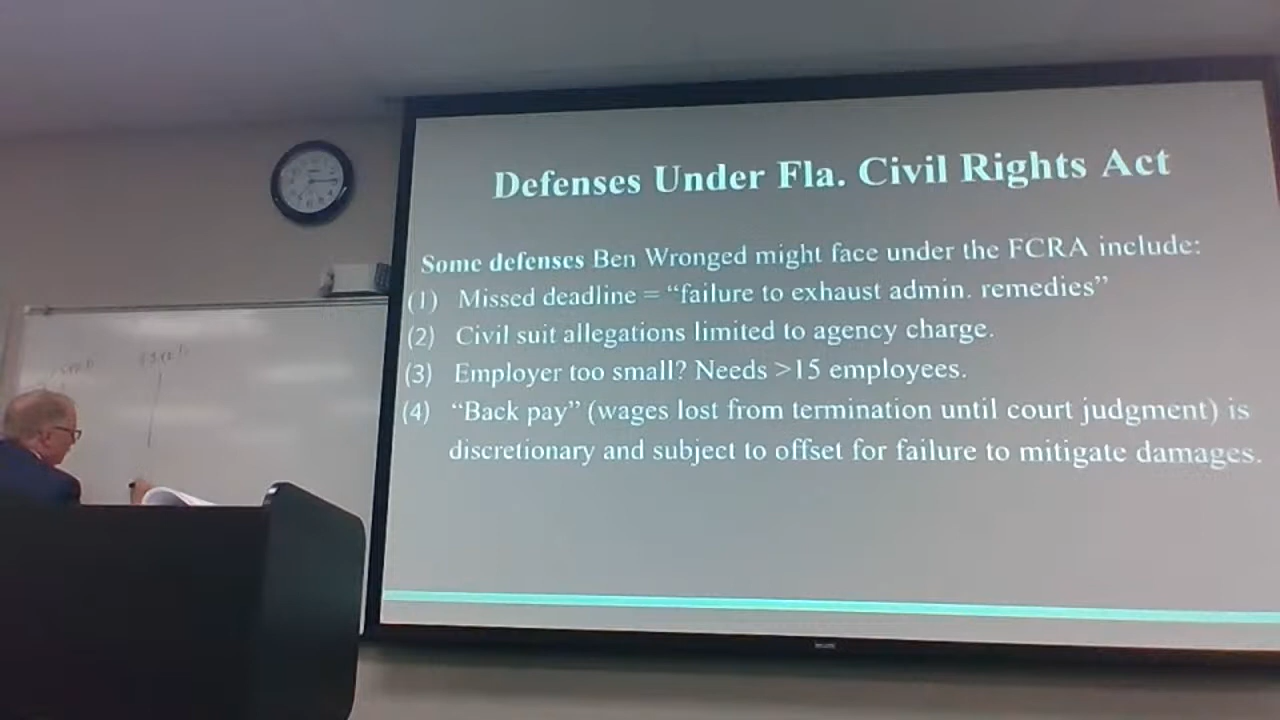 Defenses Under Fla. Civil Rights Act
Some defenses Ben Wronged might face under the FCRA include:
(1) Missed deadline = “failure to exhaust admin. remedies”
(2) Civil suit allegations limited to agency charge.
(3) Employer too small? Needs >15 employees.
(4) “Back pay” (wages lost from termination until court judgment) is
discretionary and subject to offset for failure to mitigate damages.